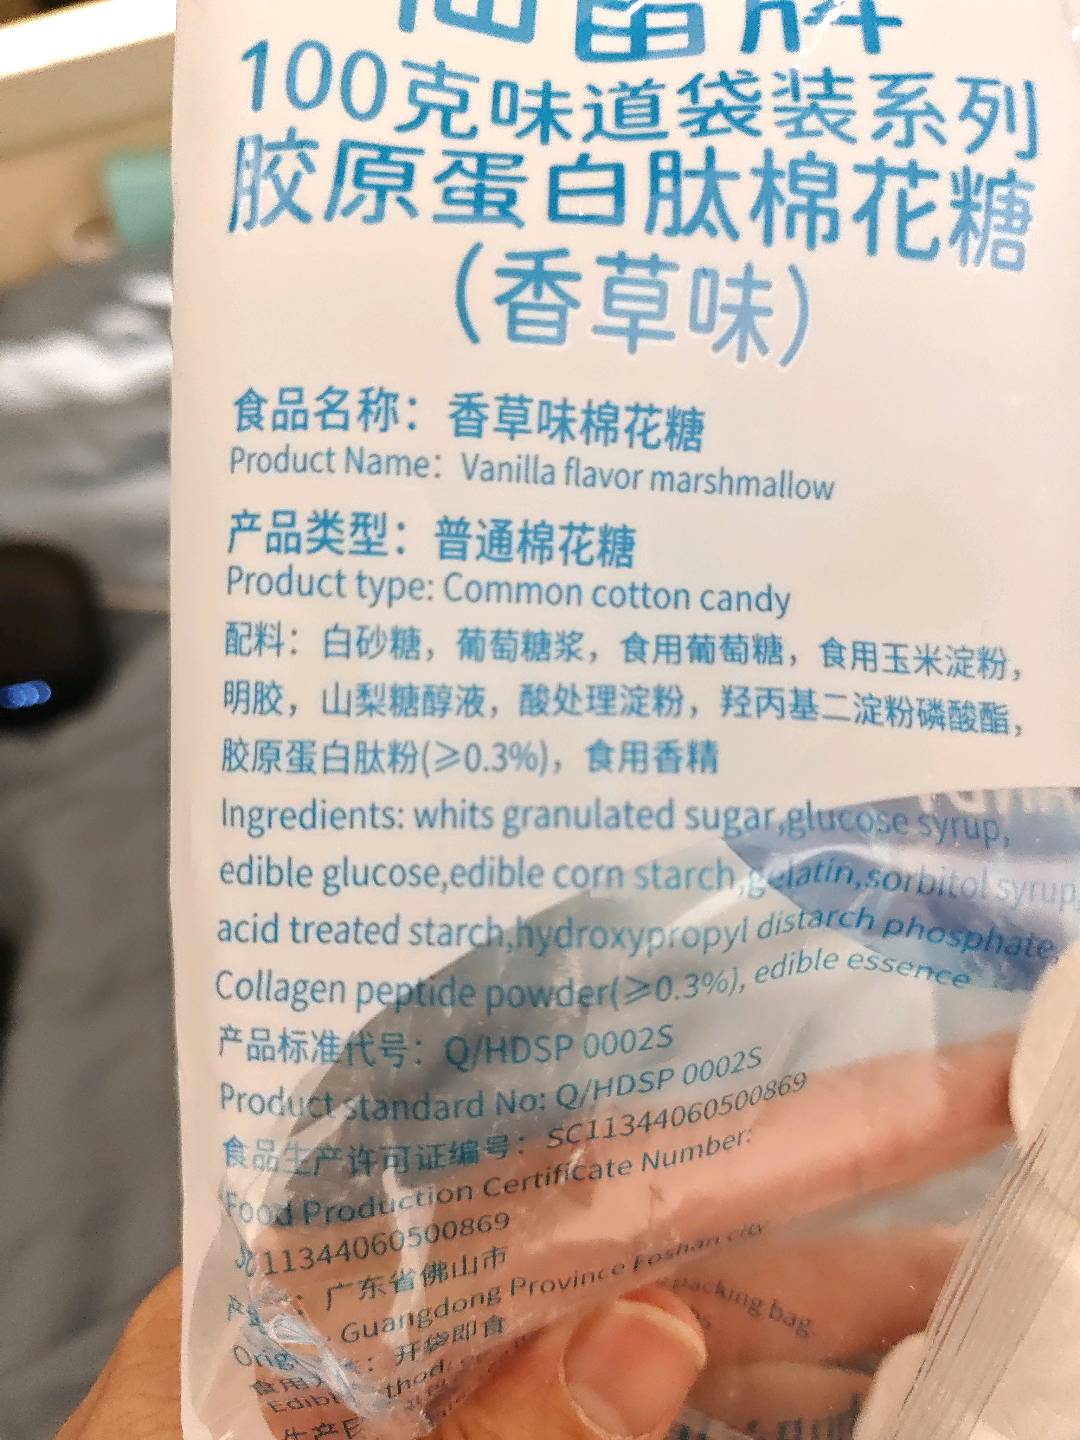 100克味道袋装系列
胶原蛋白肽棉花糖
(香草味)
食品名称：香草味棉花糖
Product Name：Vanilla flavor marshmallow
产品类型：普通棉花糖
Product type: Common cotton candy
配料：白砂糖，葡萄糖浆，食用葡萄糖，食用玉米淀粉，
明胶，山梨糖醇液，酸处理淀粉，羟丙基二淀粉磷酸酯，
胶原蛋白肽粉(≥0.3%)，食用香精
Ingredients: whits granulated sugar,glucose syrup,
edible glucose,edible corn starch,gelatin,sorbitol syrup,
acid treated starch,hydroxypropyl distarch phosphate,
Collagen peptide powder(≥0.3%), edible essence
产品标准代号：Q/HDSP 0002S
Product standard No: Q/HDSP 0002S
食品生产许可证编号：SC11344060500869
Food Production Certificate Number:
11344060500869
广东省佛山市
Guangdong Province Foshan city
开袋即食
packing bag.